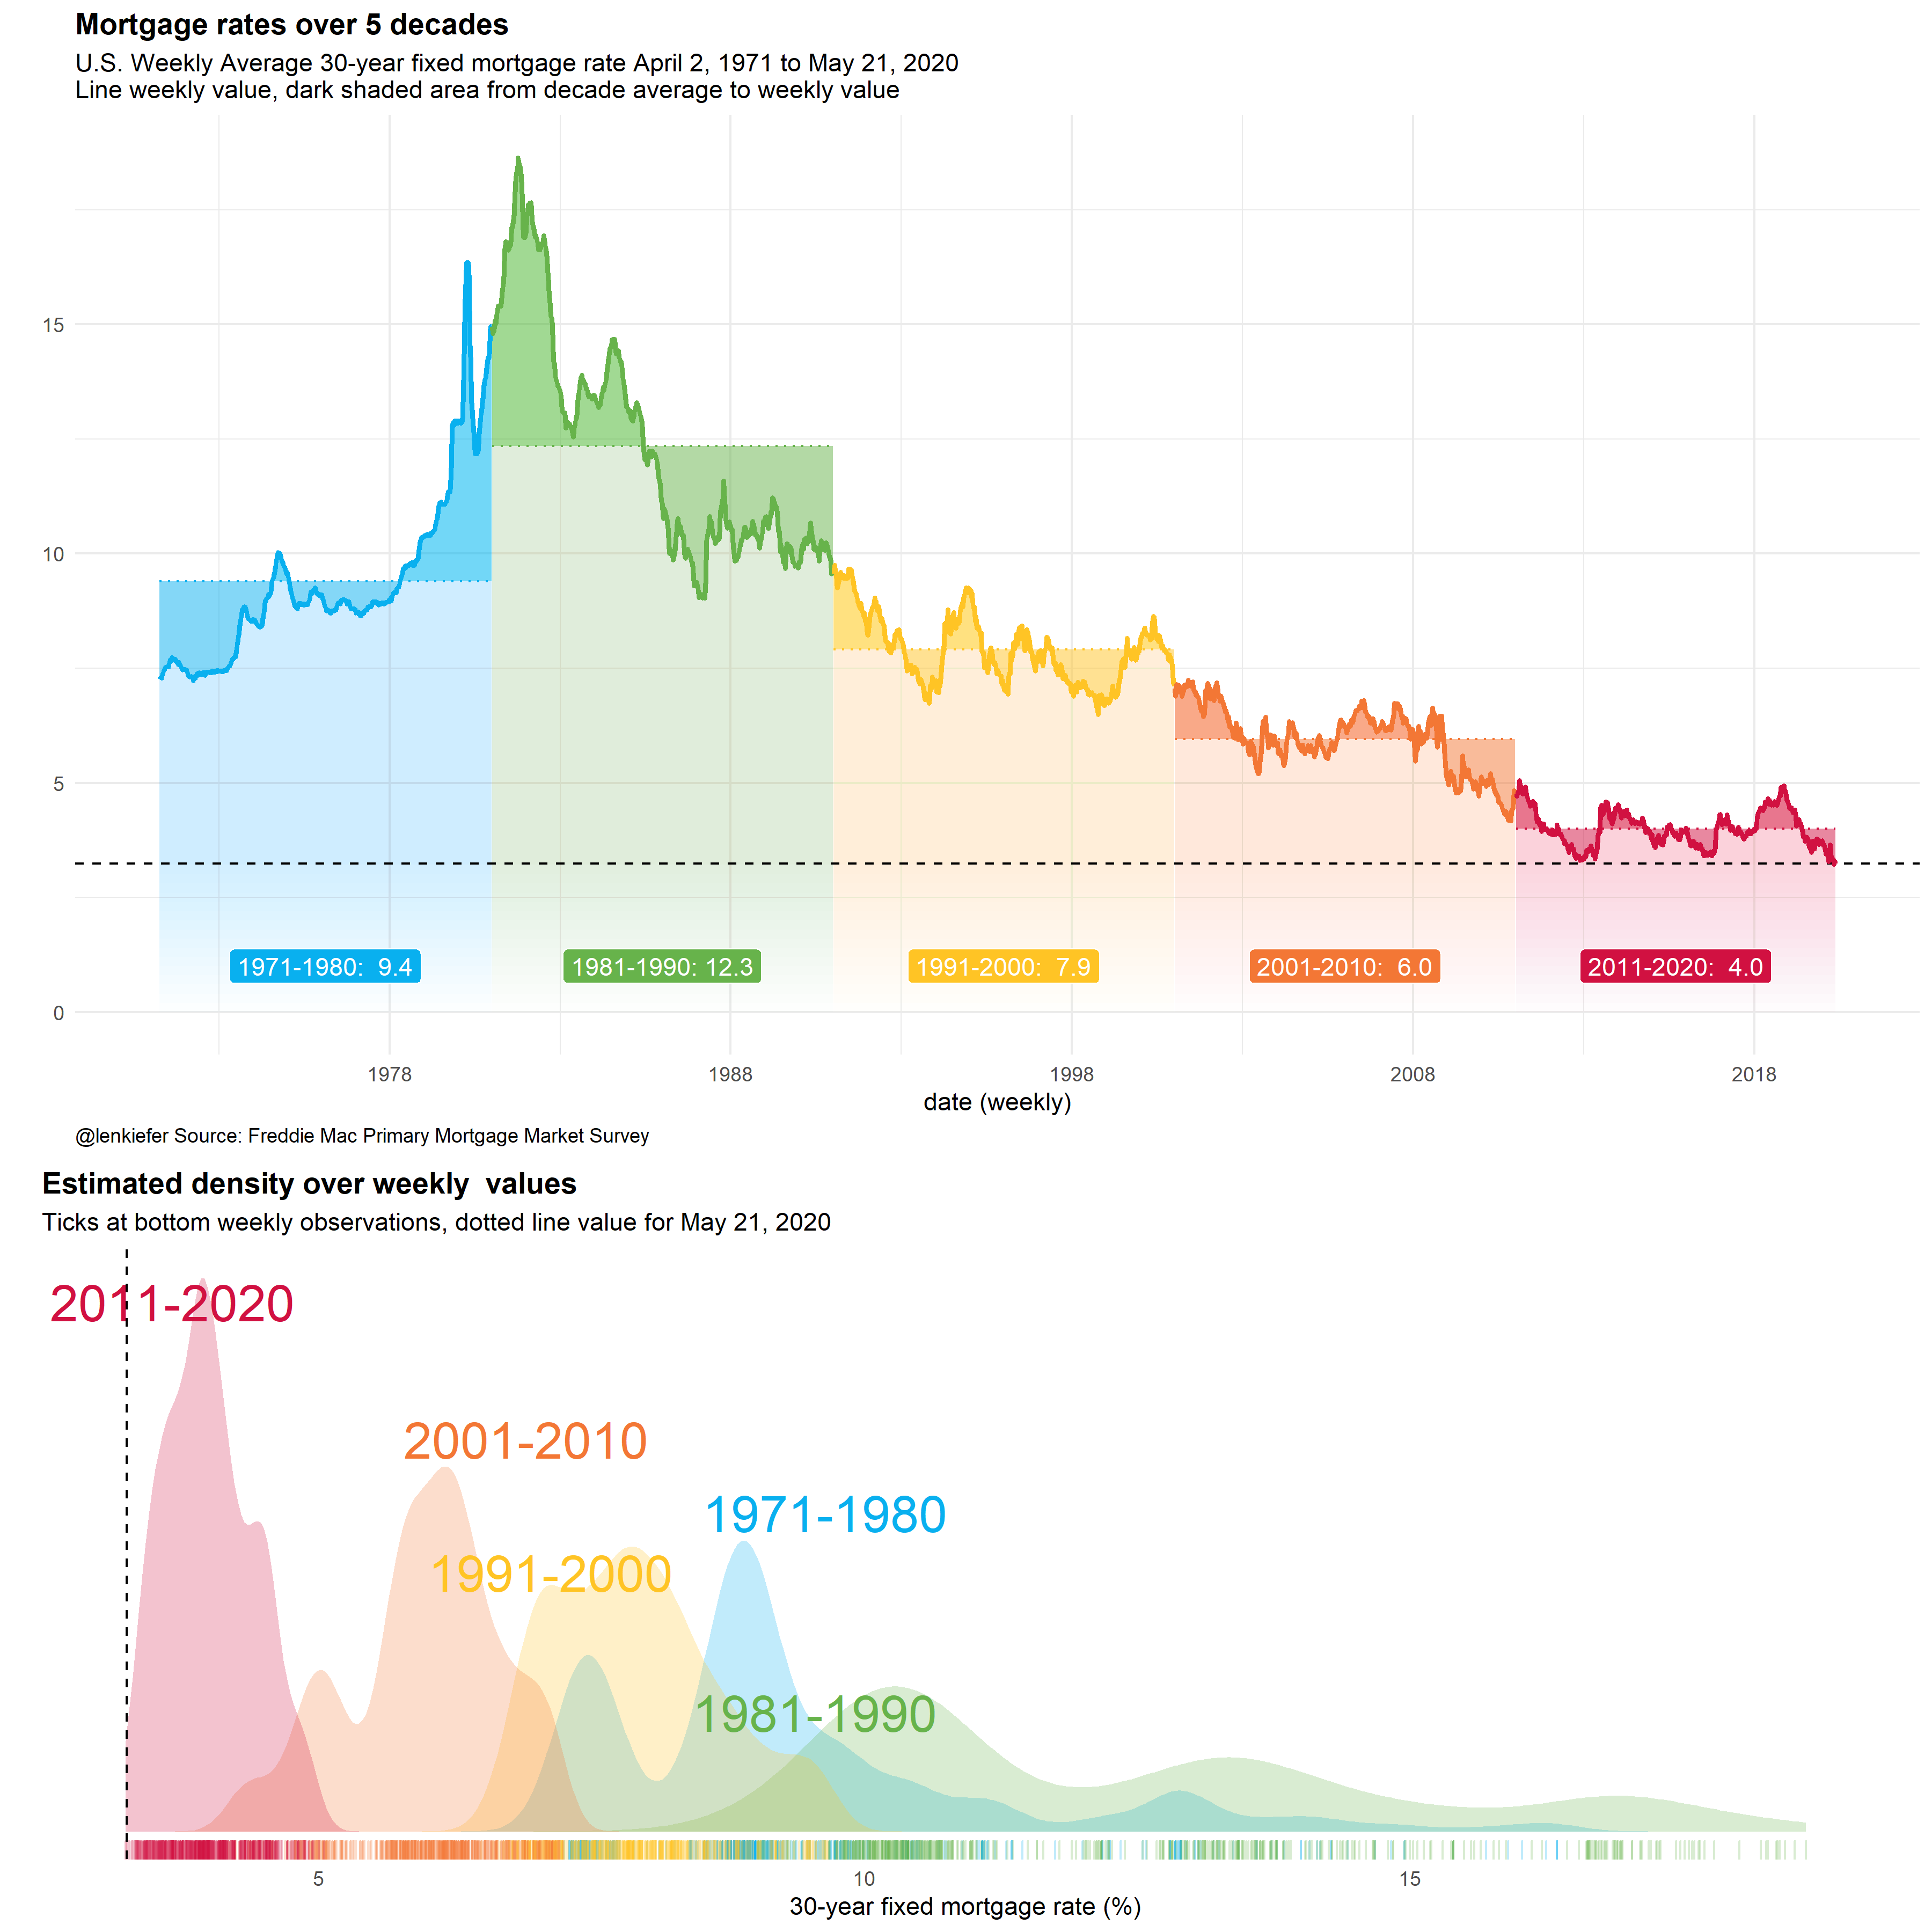 Mortgage rates over 5 decades
U.S. Weekly Average 30-year fixed mortgage rate April 2, 1971 to May 21, 2020
Line weekly value, dark shaded area from decade average to weekly value
15
10
5
0
1971-1980:  9.4
1981-1990: 12.3
1991-2000:  7.9
2001-2010:  6.0
2011-2020:  4.0
1978
1988
1998
2008
2018
date (weekly)
@lenkiefer Source: Freddie Mac Primary Mortgage Market Survey
Estimated density over weekly  values
Ticks at bottom weekly observations, dotted line value for May 21, 2020
2011-2020
2001-2010
1971-1980
1991-2000
1981-1990
5
10
15
30-year fixed mortgage rate (%)